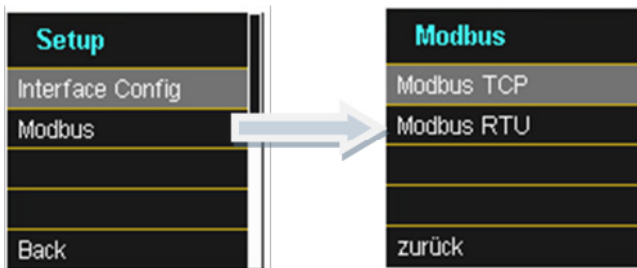 Setup
Interface Config
Modbus
Back
Modbus
Modbus TCP
Modbus RTU
zurück